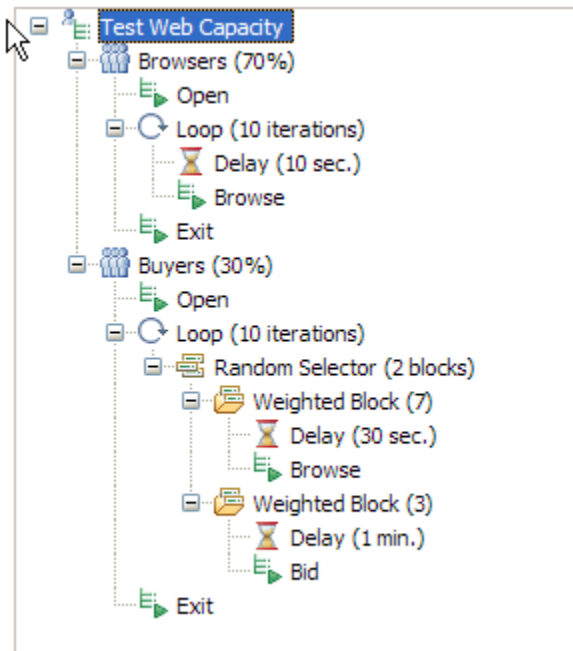 Test Web Capacity
Browsers (70%)
Open
Loop (10 iterations)
Delay (10 sec.)
Browse
Exit
Buyers (30%)
Open
Loop (10 iterations)
Random Selector (2 blocks)
Weighted Block (7)
Delay (30 sec.)
Browse
Weighted Block (3)
Delay (1 min.)
Bid
Exit